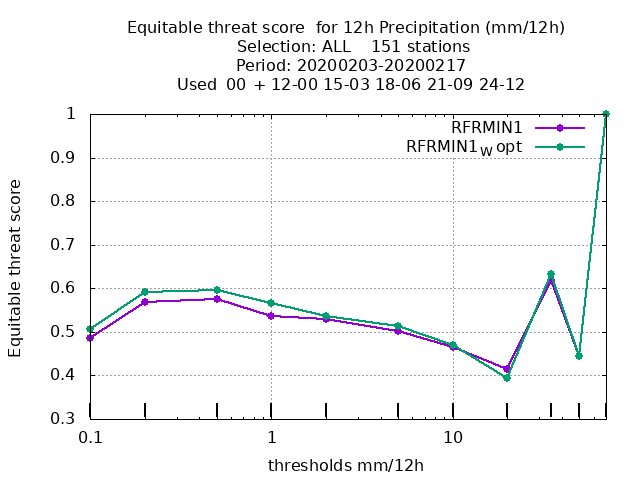 Equitable threat score  for 12h Precipitation (mm/12h)
Selection: ALL    151 stations
Period: 20200203-20200217
Used  00 + 12-00 15-03 18-06 21-09 24-12
RFRMIN1
RFRMIN1W opt
1
0.9
0.8
0.7
0.6
0.5
0.4
0.3
Equitable threat score
0.1
1
10
thresholds mm/12h